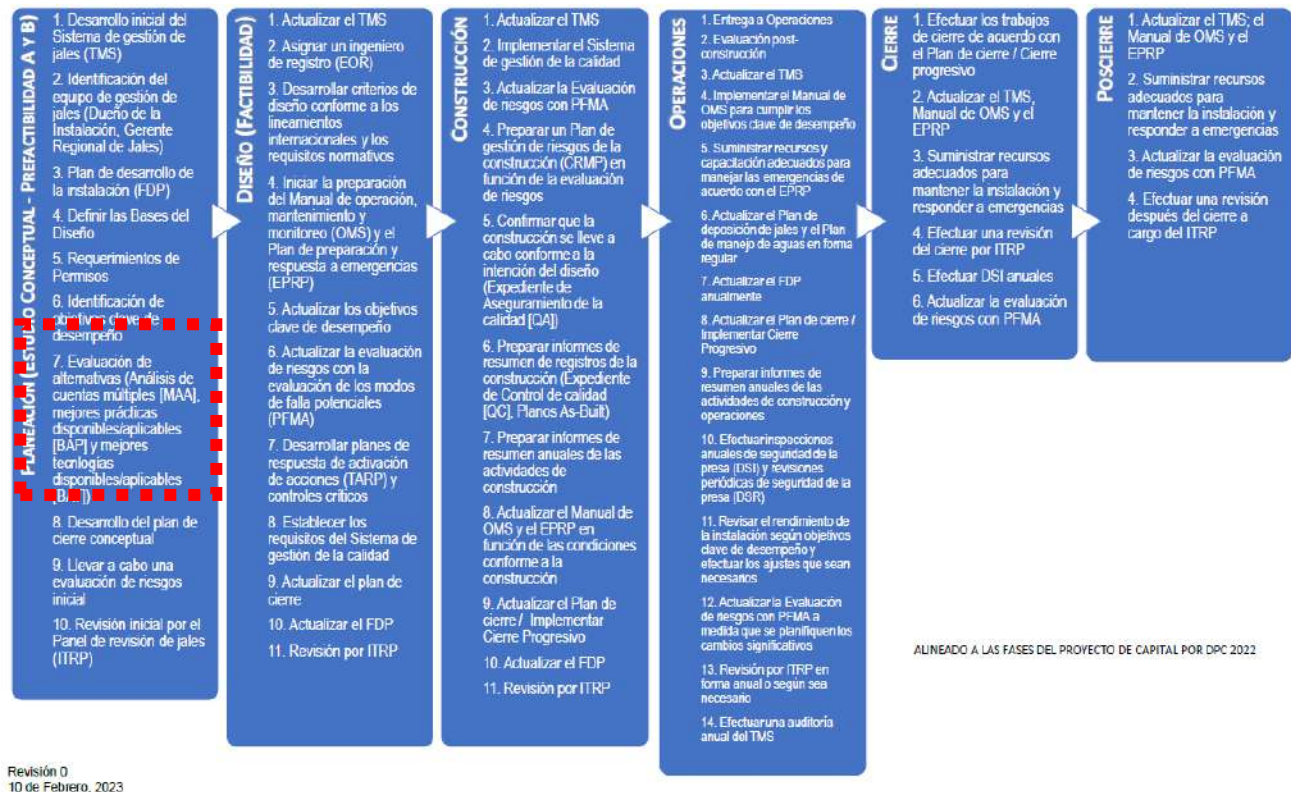 PLANEACIÓN (ESTUDIO CONCEPTUAL - PREFACTIBILIDAD A Y B)
1. Desarrollo inicial del
Sistema de gestión de
jales (TMS)
2. Identificación del
equipo de gestión de
jales (Dueño de la
Instalación, Gerente
Regional de Jales)
3. Plan de desarrollo de
la instalación (FDP)
4. Definir las Bases del
Diseño
5. Requerimientos de
Permisos
6. Identificación de
objetivos clave de
desempeño
7. Evaluación de
alternativas (Análisis de
cuentas múltiples [MAA],
mejores prácticas
disponibles/aplicables
[BAP] y mejores
tecnlogías
disponibles/aplicables
8. Desarrollo del plan de
cierre conceptual
9. Llevar a cabo una
evaluación de riesgos
inicial
10. Revisión inicial por el
Panel de revisión de jales
(ITRP)
DISEÑO (FACTIBILIDAD)
1. Actualizar el TMS
2. Asignar un ingeniero
de registro (EOR)
3. Desarrollar criterios de
diseño conforme a los
lineamientos
internacionales y los
requisitos normativos
4. Iniciar la preparación
del Manual de operación,
mantenimiento y
monitoreo (OMS) y el
Plan de preparación y
respuesta a emergencias
(EPRP)
5. Actualizar los objetivos
clave de desempeño
6. Actualizar la evaluación
de riesgos con la
evaluación de los modos
de falla potenciales
(PFMA)
7. Desarrollar planes de
respuesta de activación
de acciones (TARP) y
controles críticos
8. Establecer los
requisitos del Sistema de
gestión de la calidad
9. Actualizar el plan de
cierre
10. Actualizar el FDP
11. Revisión por ITRP
CONSTRUCCIÓN
1. Actualizar el TMS
2. Implementar el Sistema
de gestión de la calidad
3. Actualizar la Evaluación
de riesgos con PFMA
4. Preparar un Plan de
gestión de riesgos de la
construcción (CRMP) en
función de la evaluación de
riesgos
5. Confirmar que la
construcción se lleve a
cabo conforme a la
intención del diseño
(Expediente de
Aseguramiento de la
calidad [QA])
6. Preparar informes de
resumen de registros de la
construcción (Expediente
de Control de calidad
[QC], Planos As-Built)
7. Preparar informes de
resumen anuales de las
actividades de
construcción
8. Actualizar el Manual de
OMS y el EPRP en
función de las condiciones
conforme a la
construcción
9. Actualizar el Plan de
cierre / Implementar
Cierre Progresivo
10. Actualizar el FDP
11. Revisión por ITRP
OPERACIONES
1. Entrega a Operaciones
2. Evaluación post-
construcción
3. Actualizar el TMS
4. Implementar el Manual de
OMS para cumplir los
objetivos clave de desempeño
5. Suministrar recursos y
capacitación adecuados para
manejar las emergencias de
acuerdo con el EPRP
6. Actualizar el Plan de
deposición de jales y el Plan
de manejo de aguas en forma
regular
7. Actualizar el FDP
anualmente
8. Actualizar el Plan de cierre /
Implementar Cierre
Progresivo
9. Preparar informes de
resumen anuales de las
actividades de construcción y
operaciones
10. Efectuar inspecciones
anuales de seguridad de la
presa (DSI) y revisiones
periódicas de seguridad de la
presa (DSR)
11. Revisar el rendimiento de
la instalación según objetivos
clave de desempeño y
efectuar los ajustes que sean
necesarios
12. Actualizar la Evaluación
de riesgos con PFMA a
medida que se planifiquen los
cambios significativos
13. Revisión por ITRP en
forma anual o según sea
necesario
14. Efectuar una auditoría
anual del TMS
CIERRE
1. Efectuar los trabajos
de cierre de acuerdo con
el Plan de cierre / Cierre
progresivo
2. Actualizar el TMS,
Manual de OMS y el
EPRP
3. Suministrar recursos
adecuados para
mantener la instalación y
responder a emergencias
4. Efectuar una revisión
del cierre por ITRP
5. Efectuar DSI anuales
6. Actualizar la evaluación
de riesgos con PFMA
POSCIERRE
1. Actualizar el TMS; el
Manual de OMS y el
EPRP
2. Suministrar recursos
adecuados para
mantener la instalación y
responder a emergencias
3. Actualizar la evaluación
de riesgos con PFMA
4. Efectuar una revisión
después del cierre a
cargo del ITRP
ALINEADO A LAS FASES DEL PROYECTO DE CAPITAL POR DPC 2022
Revisión 0
10 de Febrero, 2023